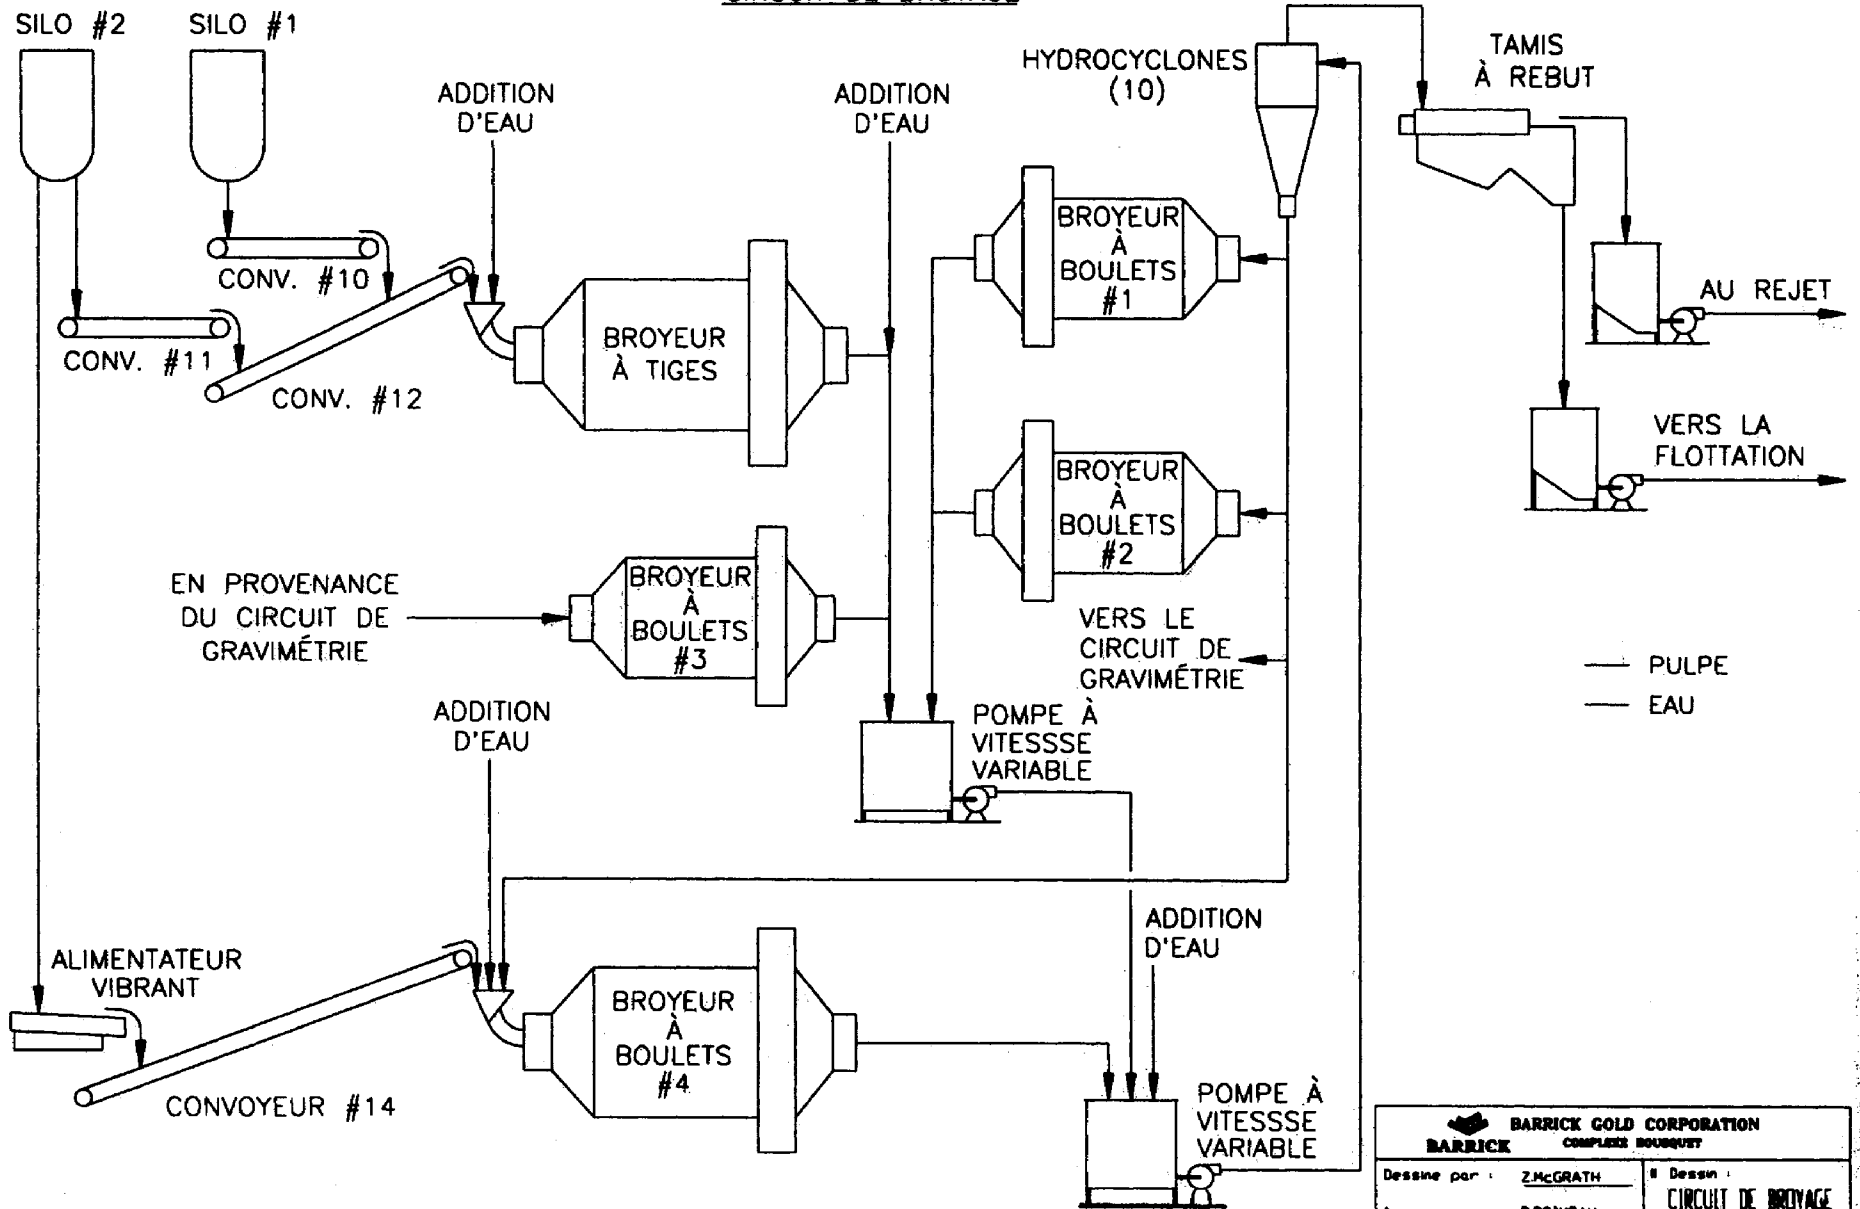 CIRCUIT DE BROYAGE
SILO #2
SILO #1
ADDITION
D'EAU
ADDITION
D'EAU
HYDROCYCLONES
(10)
TAMIS
À REBUT
CONV. #10
CONV. #11
CONV. #12
BROYEUR
À TIGES
BROYEUR
À
BOULETS
#1
AU REJET
BROYEUR
À
BOULETS
#2
VERS LA
FLOTTATION
EN PROVENANCE
DU CIRCUIT DE
GRAVIMÉTRIE
BROYEUR
À
BOULETS
#3
VERS LE
CIRCUIT DE
GRAVIMÉTRIE
PULPE
EAU
ADDITION
D'EAU
POMPE À
VITESSSE
VARIABLE
ALIMENTATEUR
VIBRANT
CONVOYEUR #14
BROYEUR
À
BOULETS
#4
ADDITION
D'EAU
POMPE À
VITESSSE
VARIABLE
BARRICK GOLD CORPORATION
COMPLEXE BOUSQUET
BARRICK
Dessine par : Z.McGRATH
# Dessin :
CIRCUIT DE BROYAGE